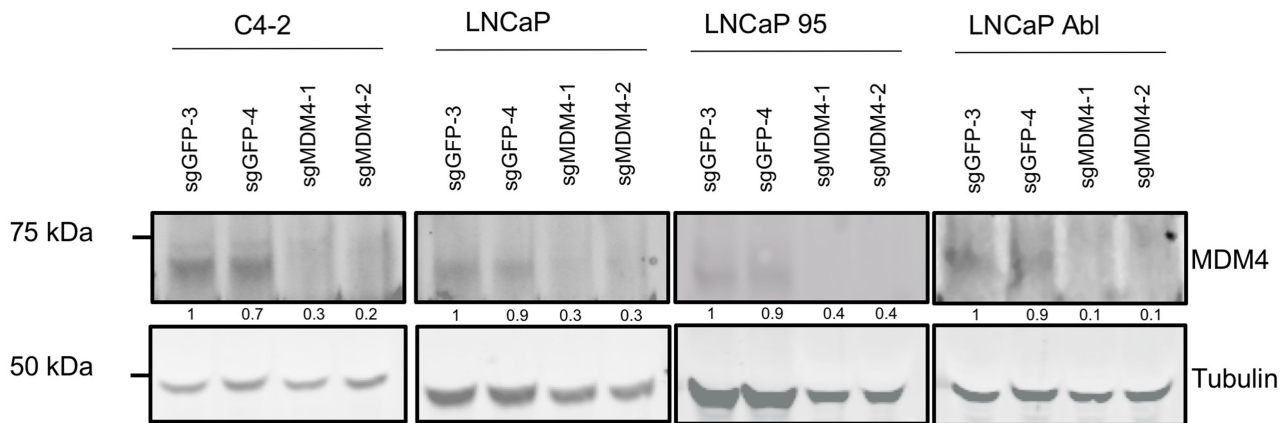 C4-2 LNCaP LNCaP 95 LNCaP Abl
sgGFP-3 sgGFP-4 sgMDM4-1 sgMDM4-2 sgGFP-3 sgGFP-4 sgMDM4-1 sgMDM4-2 sgGFP-3 sgGFP-4 sgMDM4-1 sgMDM4-2 sgGFP-3 sgGFP-4 sgMDM4-1 sgMDM4-2
75 kDa MDM4
1 0.7 0.3 0.2 1 0.9 0.3 0.3 1 0.9 0.4 0.4 1 0.9 0.1 0.1
50 kDa Tubulin